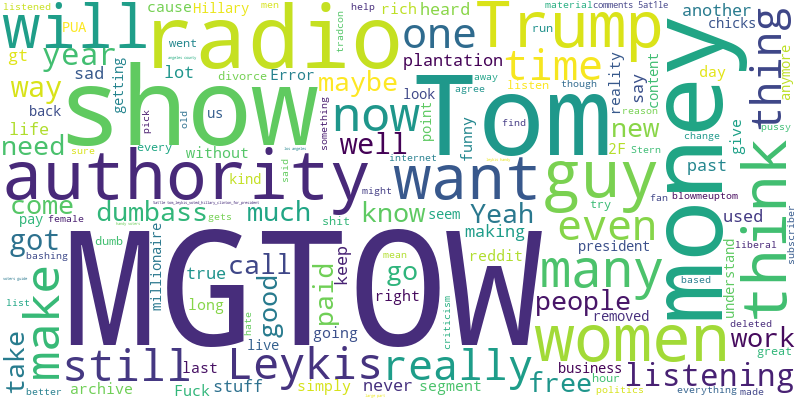 listened
cause
Hillary
men
rich
heard
help
Trump
material
comments 5at1le
another
PUA
will
radio
one
tradcon
run
chicks
gt
year
went
los angeles
plantation
time
content
day
thing
way
sad
getting
lot
divorce
Error
maybe
look
away
listen
though
reality
say
anymore
back
show
us
now
Tom
agree
money
life
pick
old
every
something
well
point
funny
find
new
2F
Stern
reason
change
give
pussy
need
sure
without
said
internet
authority
kind
might
want
guy
try
past
think
come
female
hattie tom_leykis_voted_hillary_clinton_for_president
fan
blowmeuptom
pay
dumbass
gets
much
know
seem
Yeah
even
used
got
dumb
shit
making
president
liberal
bashing
millionaire
MGTOW
mean
reddit
many
understand
subscriber
make
true
call
keep
go
based
list
long
hate
good
paid
right
people
removed
live
going
criticism
women
deleted
work
take
still
last
Leykis
really
business
great
listening
better
archive
Fuck
stuff
simply
never
segment
free
hour
politics
everything
made